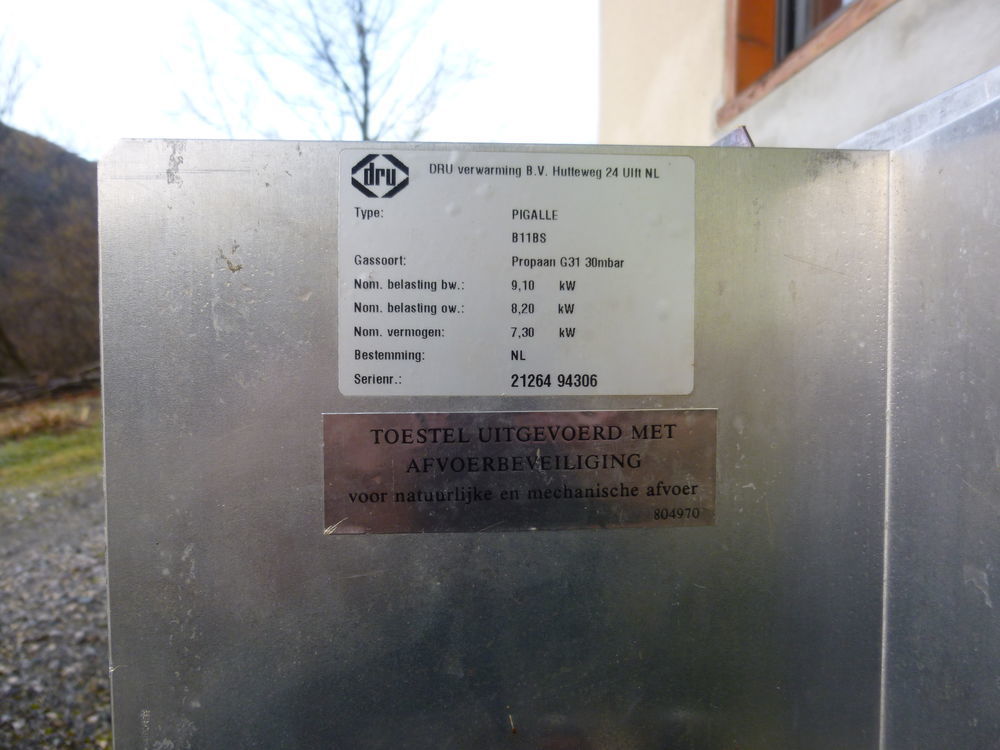 dru DRU verwarming B.V. Hutteweg 24 Ulft NL
Type: PIGALLE
B11BS
Gassoort: Propaan G31 30mbar
Nom. belasting bw.: 9,10 kW
Nom. belasting ow.: 8,20 kW
Nom. vermogen: 7,30 kW
Bestemming: NL
Serienr.: 21264 94306
TOESTEL UITGEVOERD MET
AFVOERBEVEILIGING
voor natuurlijke en mechanische afvoer
804970